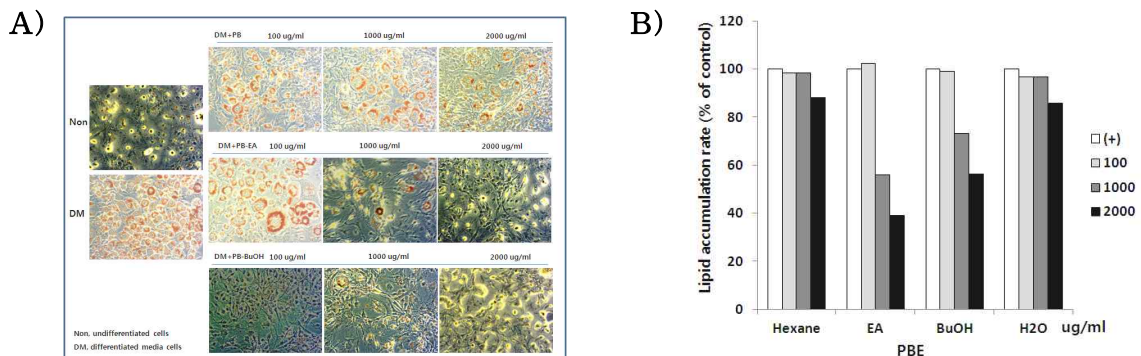 A)
DM+PB 100 ug/ml 1000 ug/ml 2000 ug/ml
Non
DM+PB-EA 100 ug/ml 1000 ug/ml 2000 ug/ml
DM
DM+PB-BuOH 100 ug/ml 1000 ug/ml 2000 ug/ml
Non, undifferentiated cells
DM, differentiated media cells
B)
Lipid accumulation rate (% of control)
120
100
80
60
40
20
0
Hexane EA BuOH H2O ug/ml
PBE
(+)
100
1000
2000